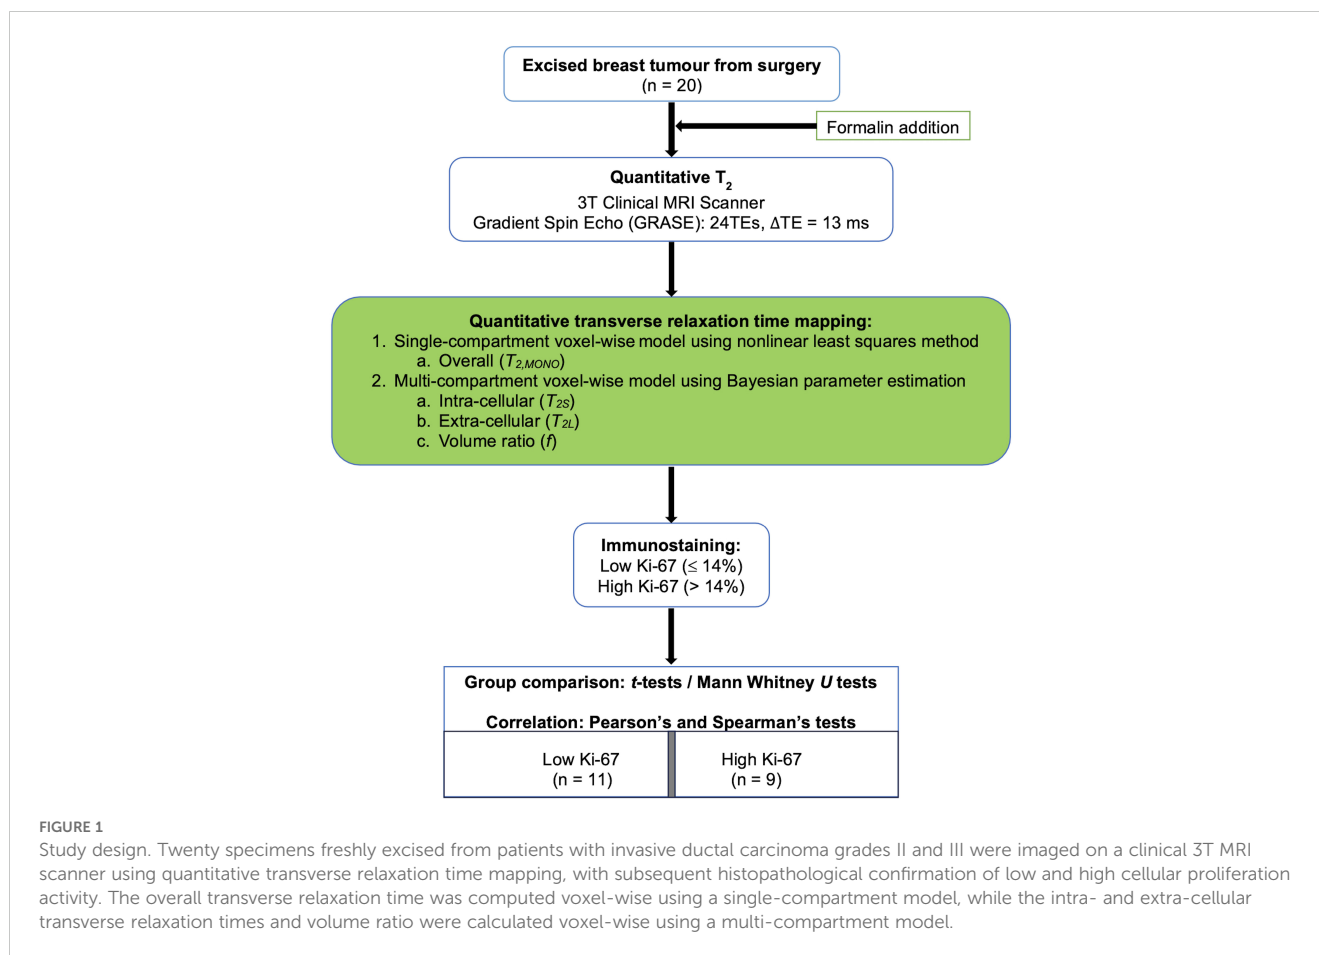 Excised breast tumour from surgery
(n = 20)
Formalin addition
Quantitative T2
3T Clinical MRI Scanner
Gradient Spin Echo (GRASE): 24TEs, ΔTE = 13 ms
Quantitative transverse relaxation time mapping:
1. Single-compartment voxel-wise model using nonlinear least squares method
a. Overall (T2,MONO)
2. Multi-compartment voxel-wise model using Bayesian parameter estimation
a. Intra-cellular (T2S)
b. Extra-cellular (T2L)
c. Volume ratio (f)
Immunostaining:
Low Ki-67 (≤ 14%)
High Ki-67 (> 14%)
Group comparison: t-tests / Mann Whitney U tests
Correlation: Pearson's and Spearman's tests
Low Ki-67
(n = 11)
High Ki-67
(n = 9)
FIGURE 1
Study design. Twenty specimens freshly excised from patients with invasive ductal carcinoma grades II and III were imaged on a clinical 3T MRI
scanner using quantitative transverse relaxation time mapping, with subsequent histopathological confirmation of low and high cellular proliferation
activity. The overall transverse relaxation time was computed voxel-wise using a single-compartment model, while the intra- and extra-cellular
transverse relaxation times and volume ratio were calculated voxel-wise using a multi-compartment model.